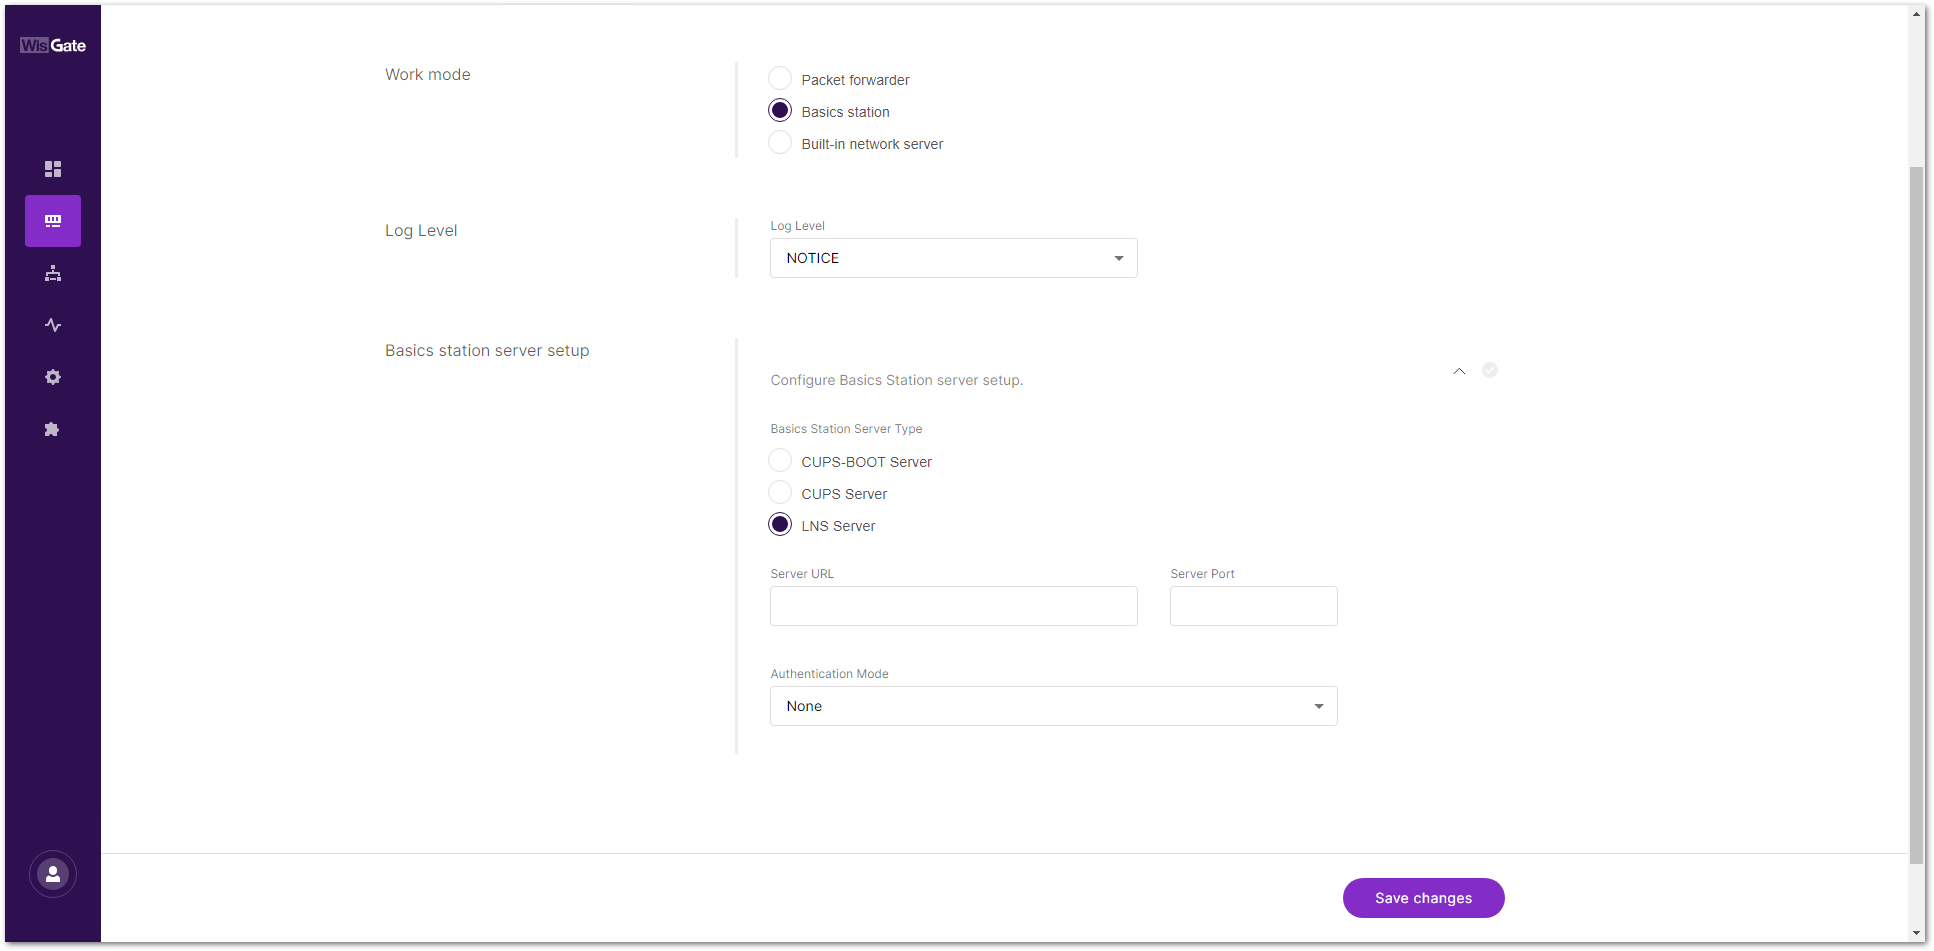 WisGate
Work mode
Packet forwarder
Basics station
Built-in network server
Log Level
Log Level
NOTICE
Basics station server setup
Configure Basics Station server setup.
Basics Station Server Type
CUPS-BOOT Server
CUPS Server
LNS Server
Server URL
Server Port
Authentication Mode
None
Save changes